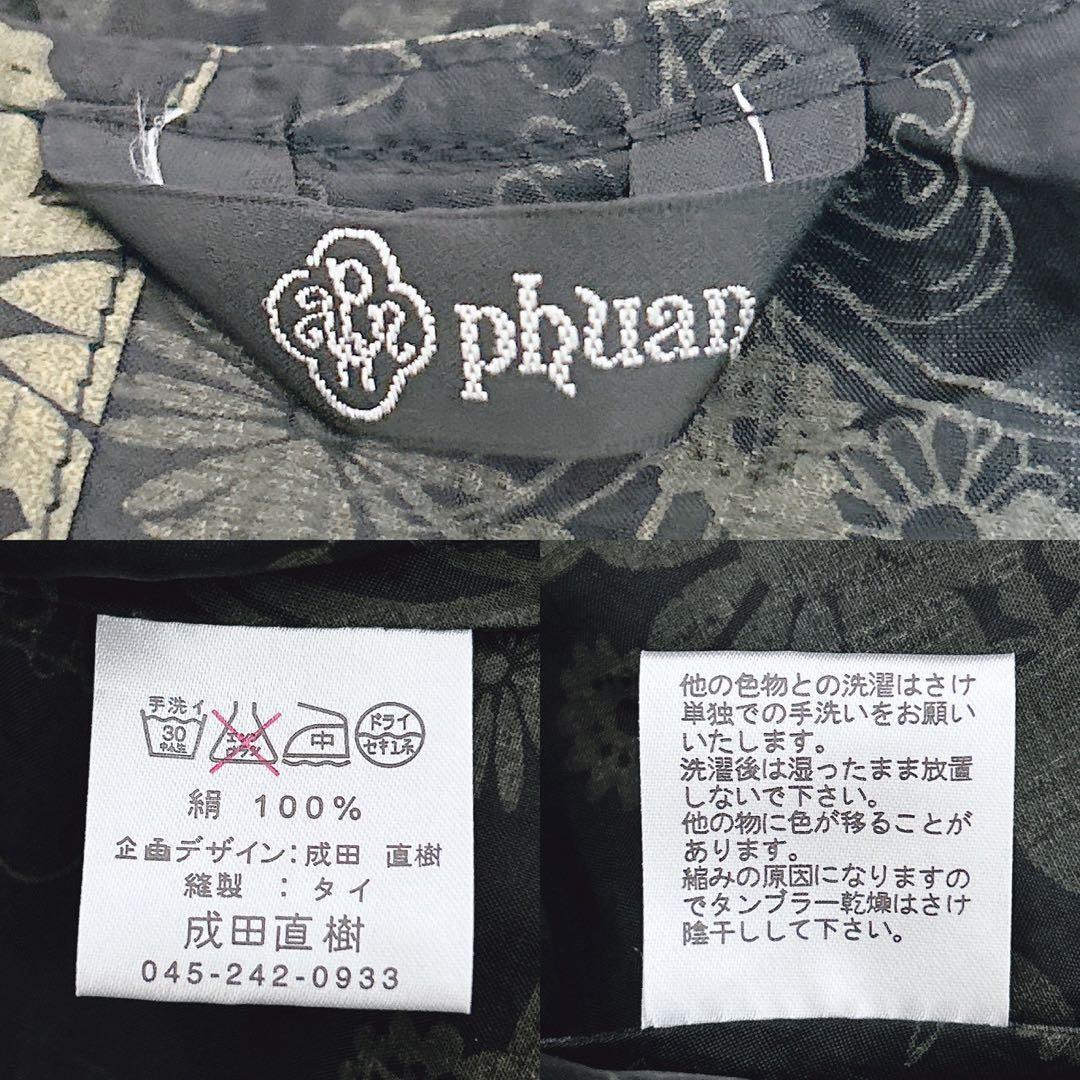 phuan
手洗イ
30
中性
エンソ
サラシ
中
ドライ
セキユ系
絹 100%
企画デザイン:成田 直樹
縫製 : タイ
成田直樹
045-242-0933
他の色物との洗濯はさけ
単独での手洗いをお願い
いたします。
洗濯後は湿ったまま放置
しないで下さい。
他の物に色が移ることが
あります。
縮みの原因になりますの
でタンブラー乾燥はさけ
陰干しして下さい。